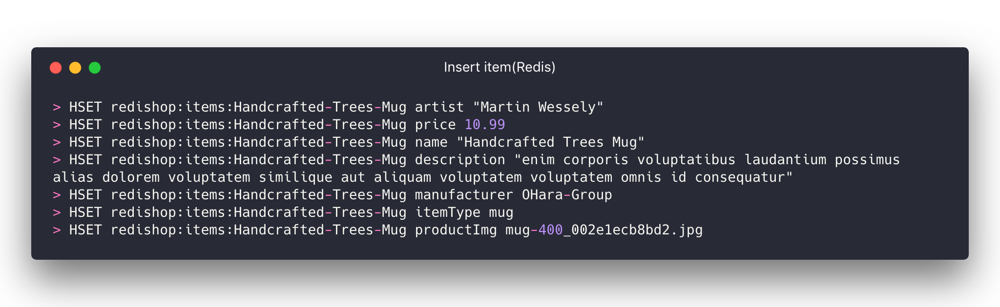 Insert item(Redis)
> HSET redishop:items:Handcrafted-Trees-Mug artist "Martin Wessely"
> HSET redishop:items:Handcrafted-Trees-Mug price 10.99
> HSET redishop:items:Handcrafted-Trees-Mug name "Handcrafted Trees Mug"
> HSET redishop:items:Handcrafted-Trees-Mug description "enim corporis voluptatibus laudantium possimus
alias dolorem voluptatem similique aut aliquam voluptatem voluptatem omnis id consequatur"
> HSET redishop:items:Handcrafted-Trees-Mug manufacturer OHara-Group
> HSET redishop:items:Handcrafted-Trees-Mug itemType mug
> HSET redishop:items:Handcrafted-Trees-Mug productImg mug-400_002e1ecb8bd2.jpg